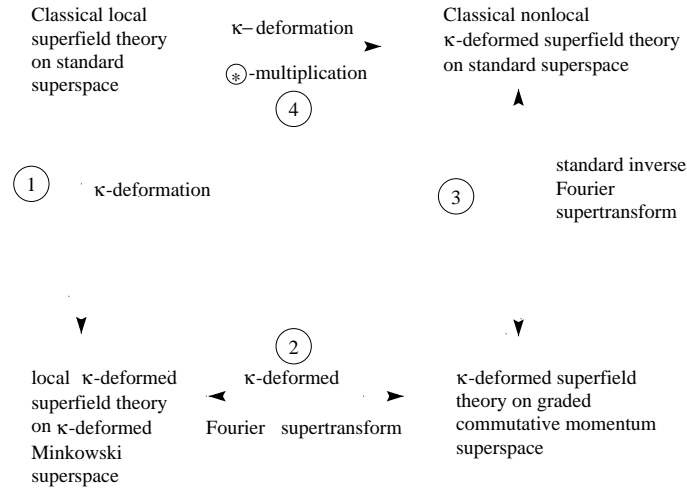 Classical local
superfield theory
on standard
superspace
κ– deformation
⊛-multiplication
4
Classical nonlocal
κ-deformed superfield theory
on standard superspace
1
κ-deformation
3
standard inverse
Fourier
supertransform
local κ-deformed
superfield theory
on κ-deformed
Minkowski
superspace
2
κ-deformed
Fourier supertransform
κ-deformed superfield
theory on graded
commutative momentum
superspace